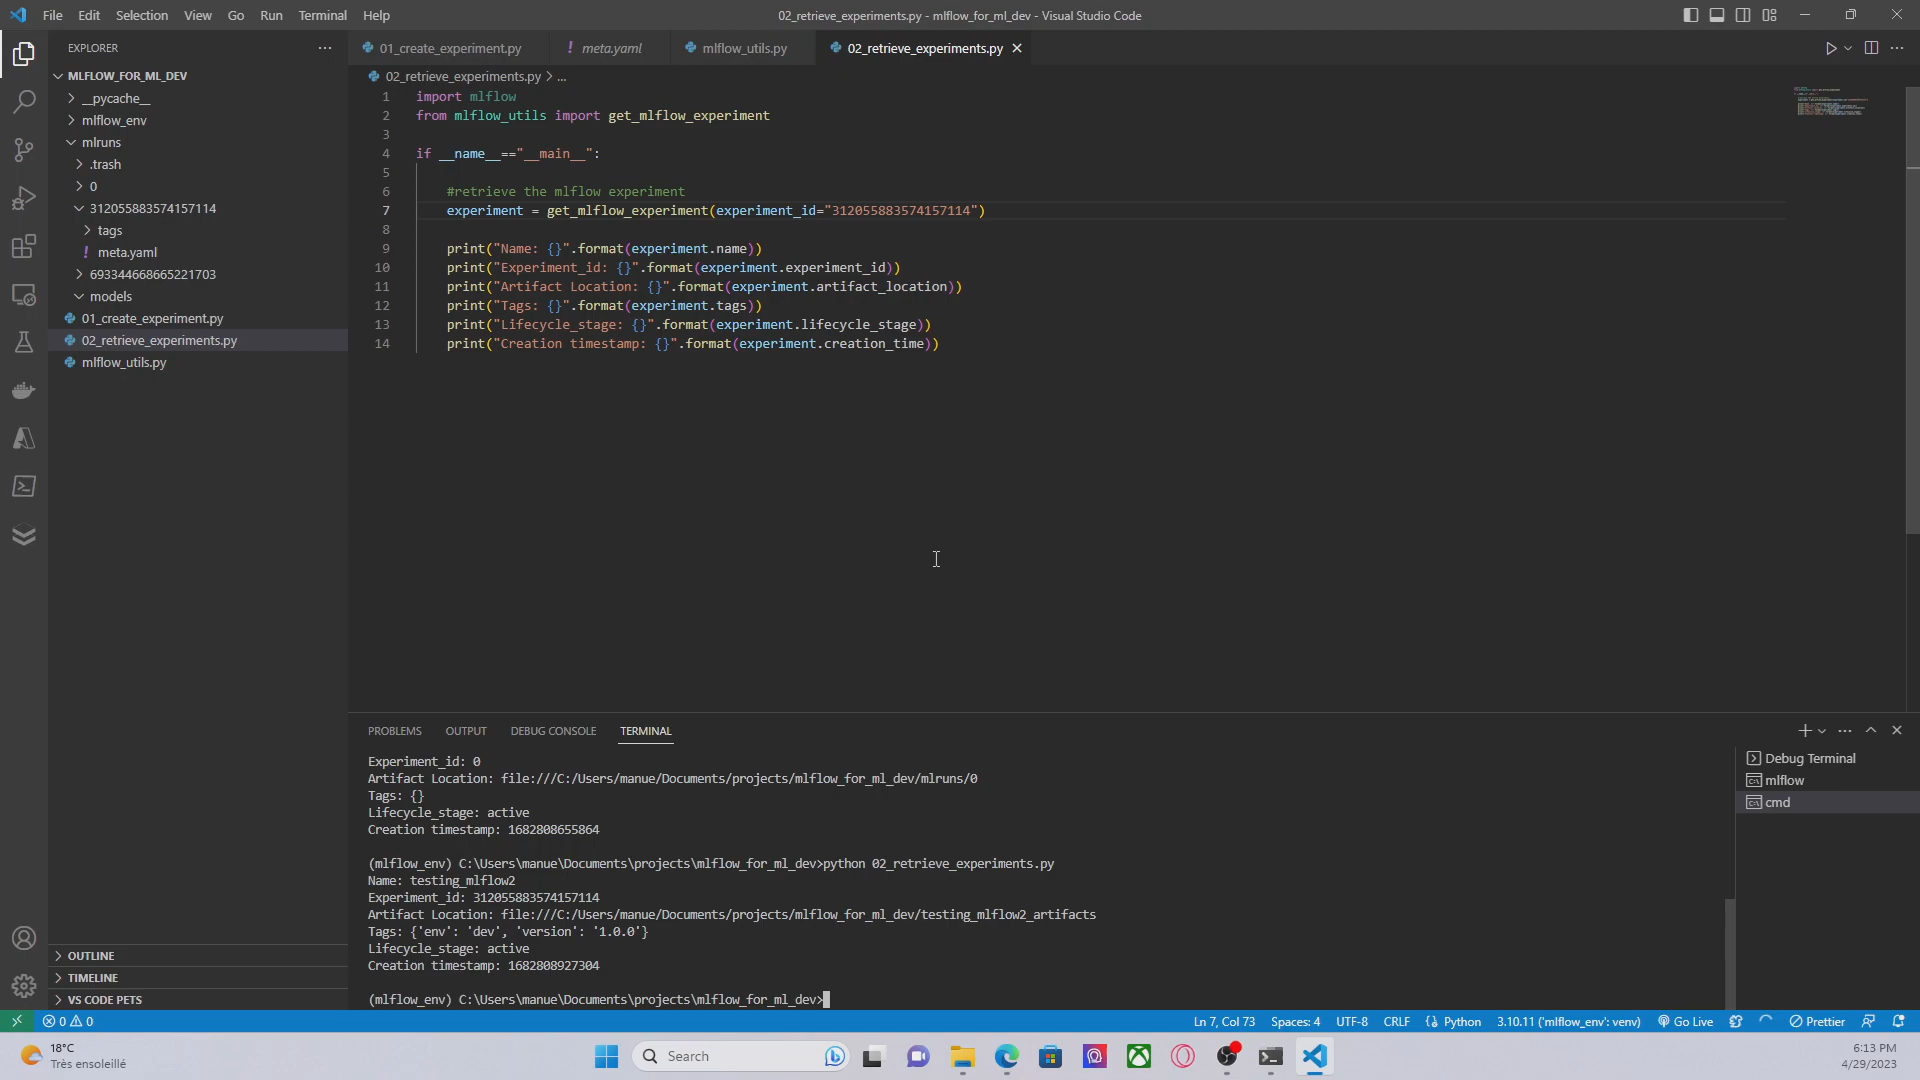 File Edit Selection View Go Run Terminal Help
02_retrieve_experiments.py - mlflow_for_ml_dev - Visual Studio Code
EXPLORER
MLFLOW_FOR_ML_DEV
__pycache__
mlflow_env
mlruns
.trash
0
312055883574157114
tags
! meta.yaml
693344668665221703
models
01_create_experiment.py
02_retrieve_experiments.py
mlflow_utils.py
OUTLINE
TIMELINE
VS CODE PETS
01_create_experiment.py ! meta.yaml mlflow_utils.py 02_retrieve_experiments.py
02_retrieve_experiments.py > ...
1 import mlflow
2 from mlflow_utils import get_mlflow_experiment
3
4 if __name__=="__main__":
5
6 #retrieve the mlflow experiment
7 experiment = get_mlflow_experiment(experiment_id="312055883574157114")
8
9 print("Name: {}".format(experiment.name))
10 print("Experiment_id: {}".format(experiment.experiment_id))
11 print("Artifact Location: {}".format(experiment.artifact_location))
12 print("Tags: {}".format(experiment.tags))
13 print("Lifecycle_stage: {}".format(experiment.lifecycle_stage))
14 print("Creation timestamp: {}".format(experiment.creation_time))
PROBLEMS OUTPUT DEBUG CONSOLE TERMINAL
Experiment_id: 0
Artifact Location: file:///C:/Users/manue/Documents/projects/mlflow_for_ml_dev/mlruns/0
Tags: {}
Lifecycle_stage: active
Creation timestamp: 1682808655864
(mlflow_env) C:\Users\manue\Documents\projects\mlflow_for_ml_dev>python 02_retrieve_experiments.py
Name: testing_mlflow2
Experiment_id: 312055883574157114
Artifact Location: file:///C:/Users/manue/Documents/projects/mlflow_for_ml_dev/testing_mlflow2_artifacts
Tags: {'env': 'dev', 'version': '1.0.0'}
Lifecycle_stage: active
Creation timestamp: 1682808927304
(mlflow_env) C:\Users\manue\Documents\projects\mlflow_for_ml_dev>
Debug Terminal
mlflow
cmd
0 0
Ln 7, Col 73 Spaces: 4 UTF-8 CRLF Python 3.10.11 ('mlflow_env': venv) Go Live Prettier
18°C
Très ensoleillé
Search
6:13 PM
4/29/2023